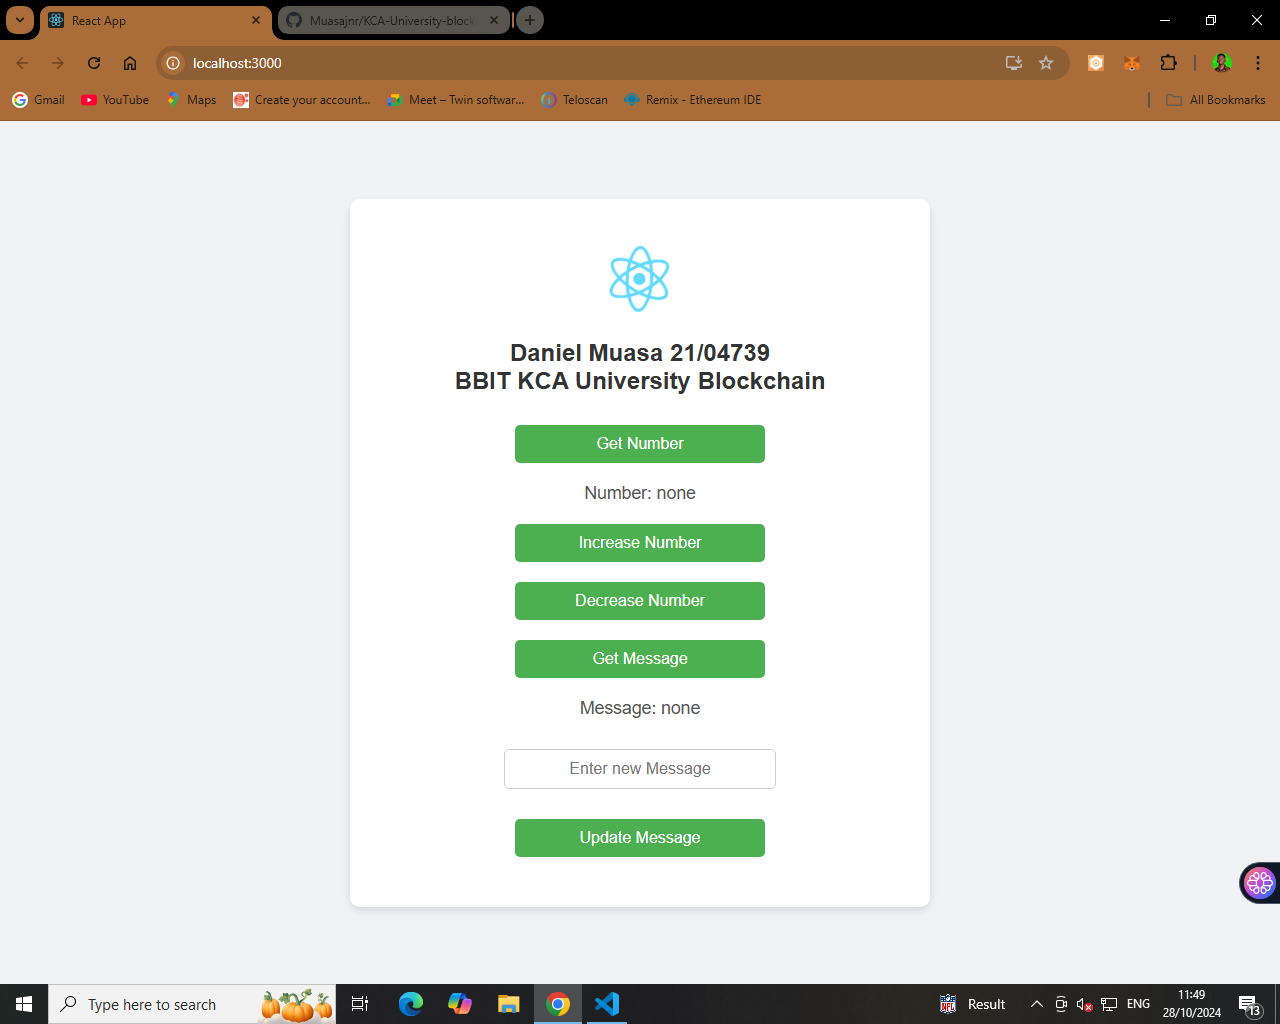 React App
Muasajnr/KCA-University-block
localhost:3000
Gmail
YouTube
Maps
Create your account...
Meet – Twin softwar...
Teloscan
Remix - Ethereum IDE
All Bookmarks
Daniel Muasa 21/04739
BBIT KCA University Blockchain
Get Number
Number: none
Increase Number
Decrease Number
Get Message
Message: none
Enter new Message
Update Message
Type here to search
Result
ENG
11:49
28/10/2024
13